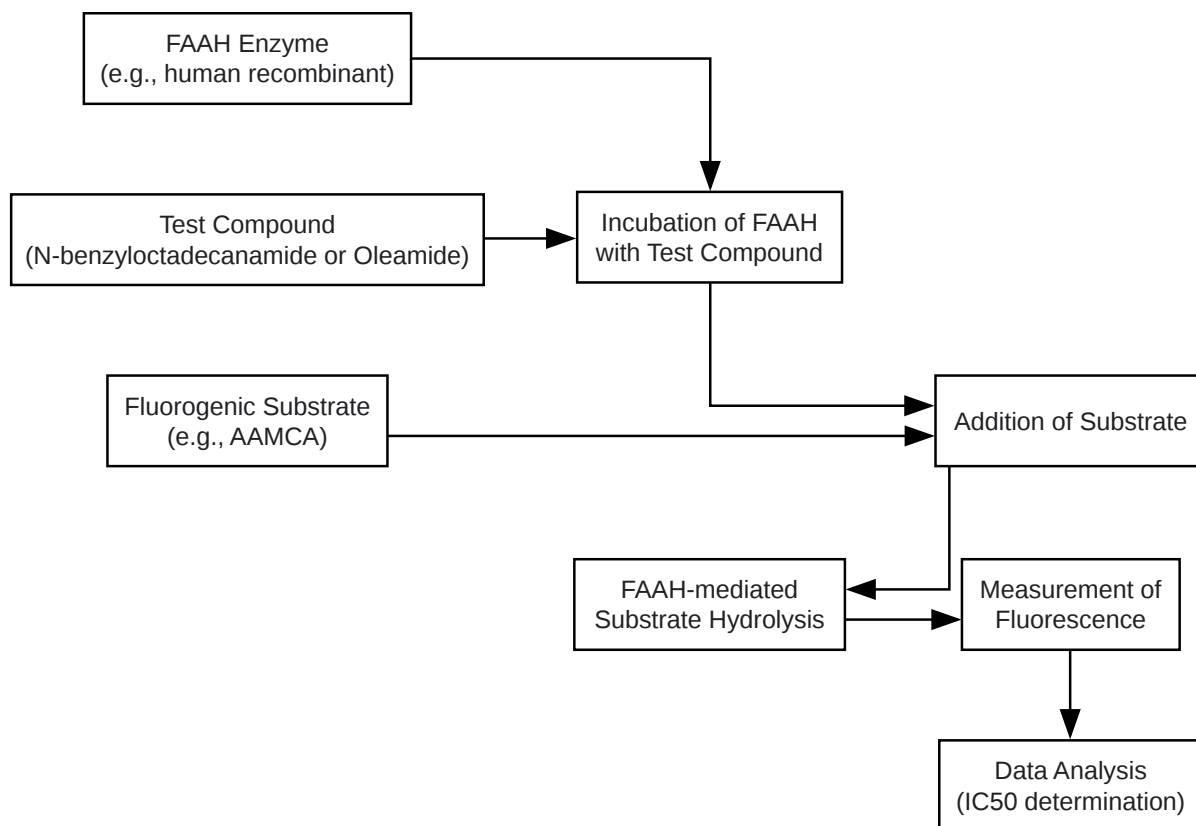 FAAH Enzyme
(e.g., human recombinant)
Test Compound
(N-benzyloctadecanamide or Oleamide)
Incubation of FAAH
with Test Compound
Fluorogenic Substrate
(e.g., AAMCA)
Addition of Substrate
FAAH-mediated
Substrate Hydrolysis
Measurement of
Fluorescence
Data Analysis
(IC50 determination)